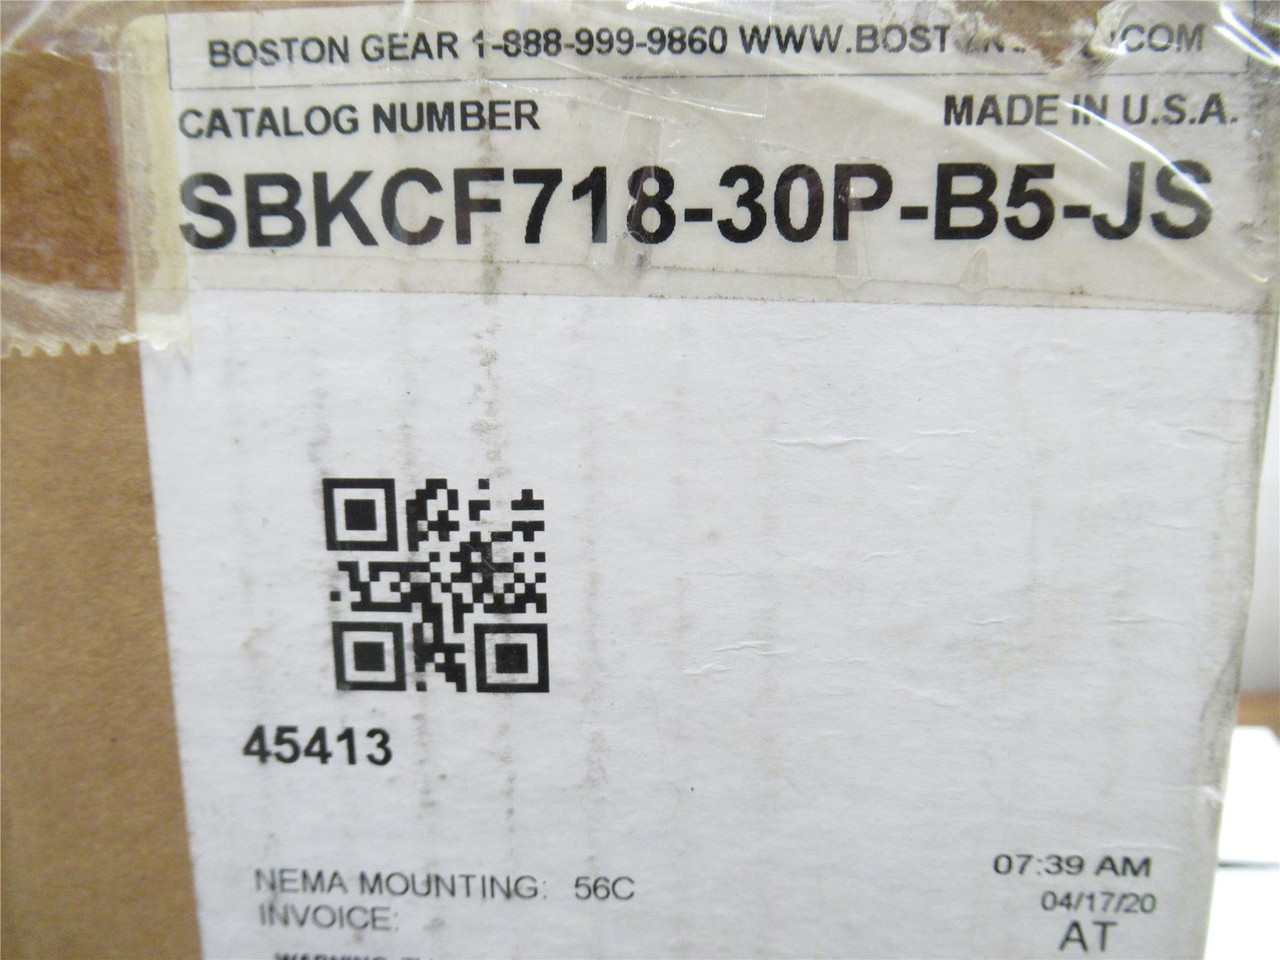 BOSTON GEAR 1-888-999-9860
CATALOG NUMBER MADE IN U.S.A.
SBKCF718-30P-B5-JS
45413
07:39 AM
NEMA MOUNTING: 56C
04/17/20
INVOICE:
AT